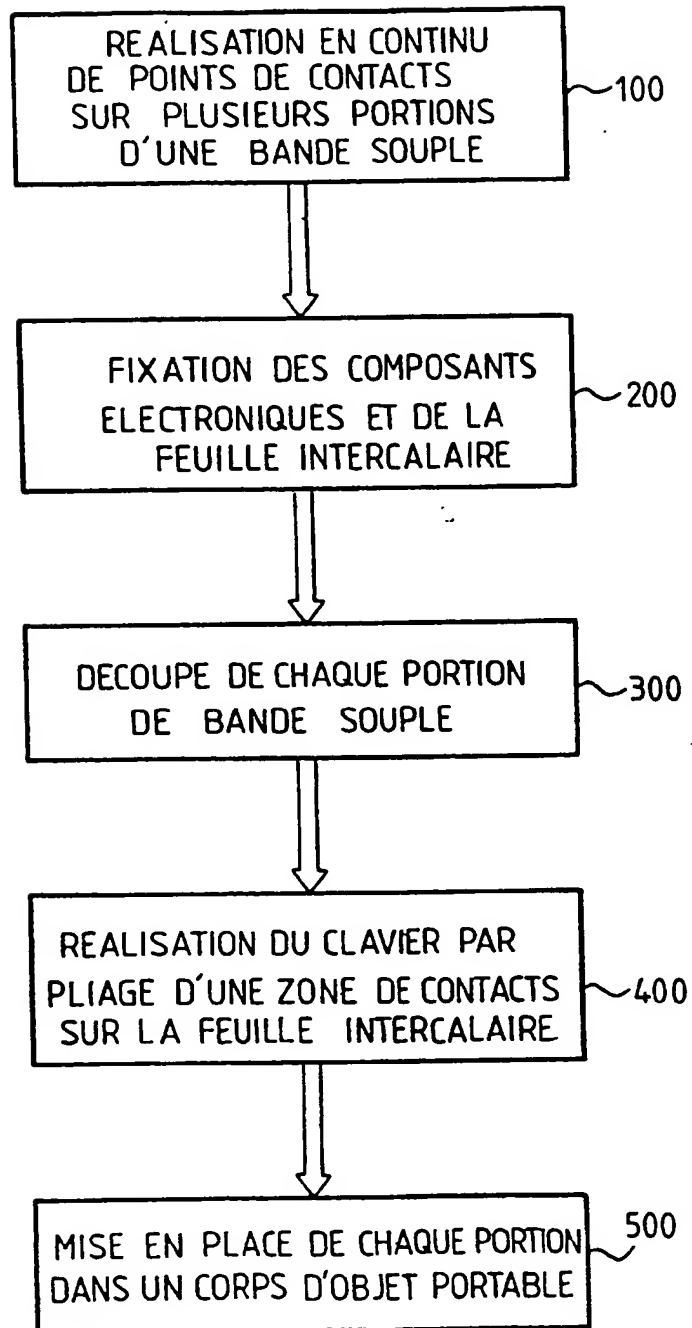 REALISATION EN CONTINU
DE POINTS DE CONTACTS
SUR PLUSIEURS PORTIONS
D'UNE BANDE SOUPLE
100
FIXATION DES COMPOSANTS
ELECTRONIQUES ET DE LA
FEUILLE INTERCALAIRE
200
DECOUPE DE CHAQUE PORTION
DE BANDE SOUPLE
300
REALISATION DU CLAVIER PAR
PLIAGE D'UNE ZONE DE CONTACTS
SUR LA FEUILLE INTERCALAIRE
400
MISE EN PLACE DE CHAQUE PORTION
DANS UN CORPS D'OBJET PORTABLE
500